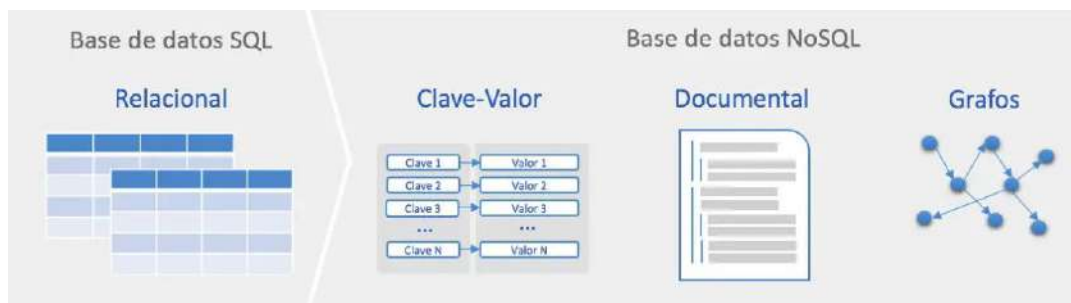 Base de datos SQL
Base de datos NoSQL
Relacional
Clave-Valor
Documental
Grafos
Clave 1
Valor 1
Clave 2
Valor 2
Clave 3
Valor 3
...
...
Clave N
Valor N